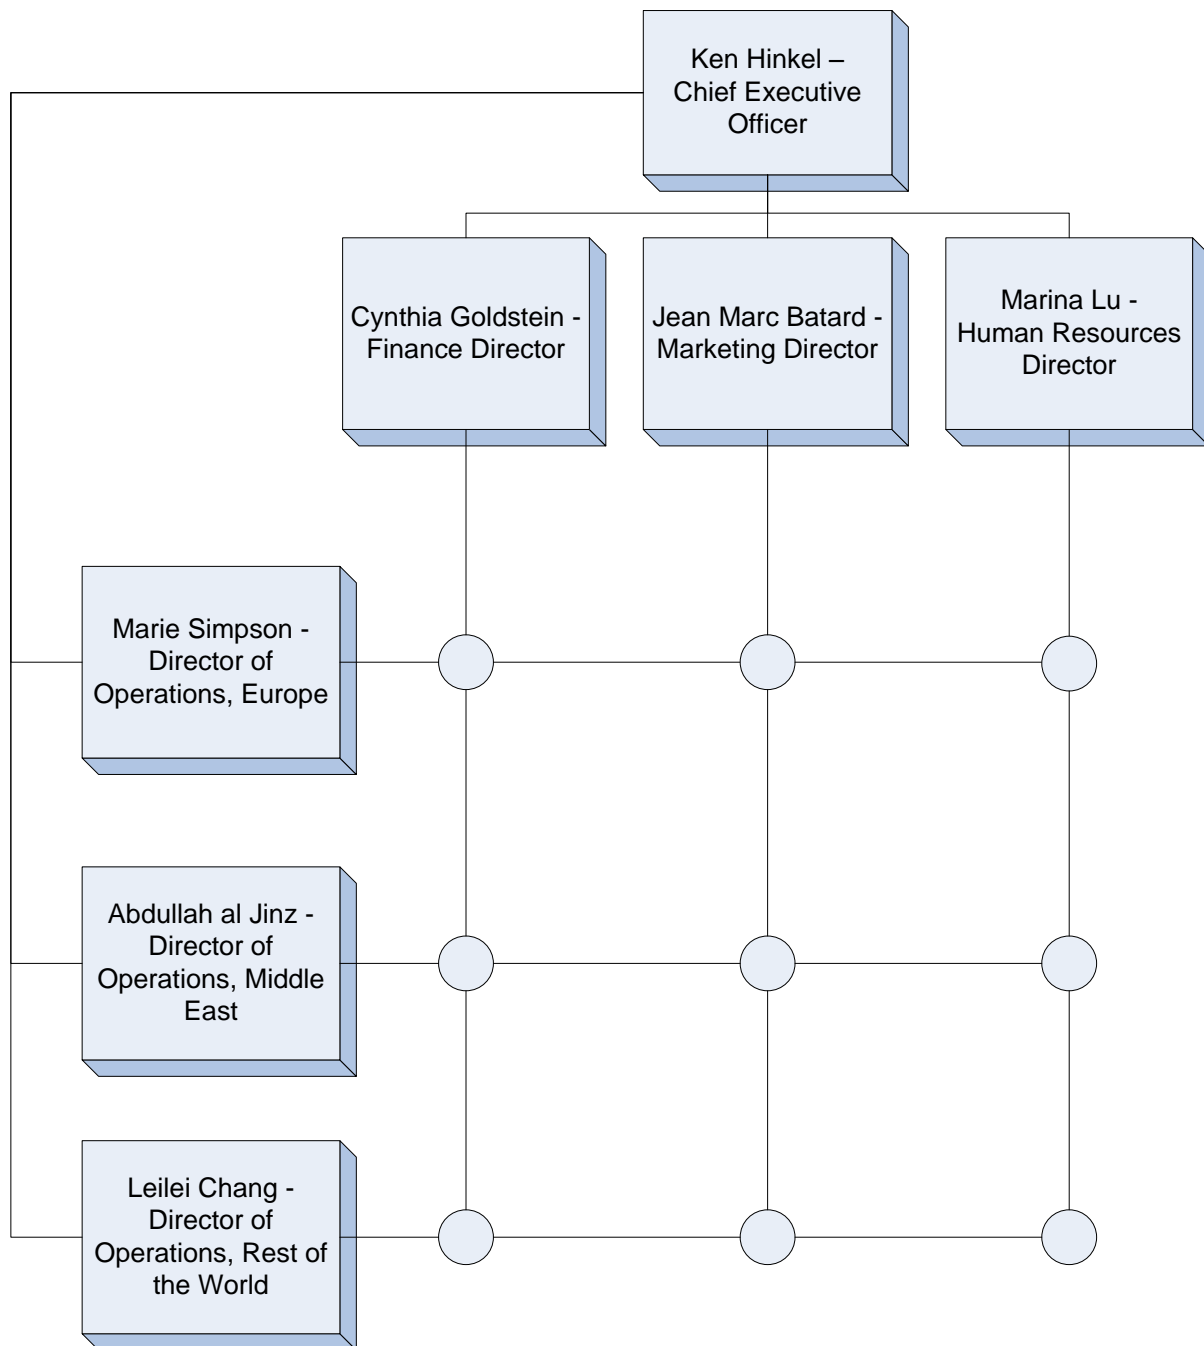 Ken Hinkel –
Chief Executive
Officer
Cynthia Goldstein -
Finance Director
Jean Marc Batard -
Marketing Director
Marina Lu -
Human Resources
Director
Marie Simpson -
Director of
Operations, Europe
Abdullah al Jinz -
Director of
Operations, Middle
East
Leilei Chang -
Director of
Operations, Rest of
the World